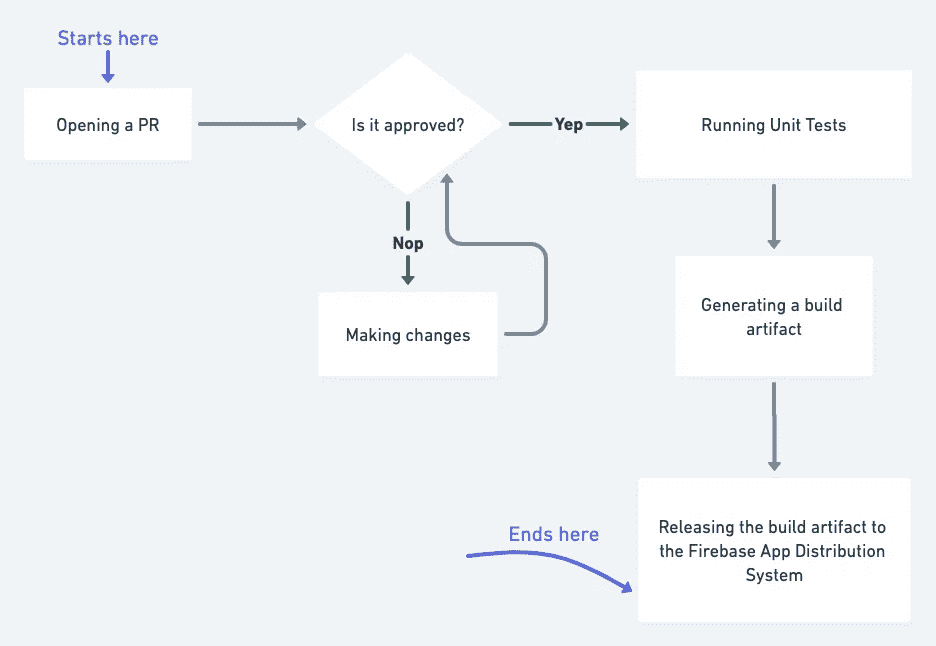 Starts here
Opening a PR
Is it approved?
Yep
Running Unit Tests
Nop
Making changes
Generating a build
artifact
Ends here
Releasing the build artifact to
the Firebase App Distribution
System